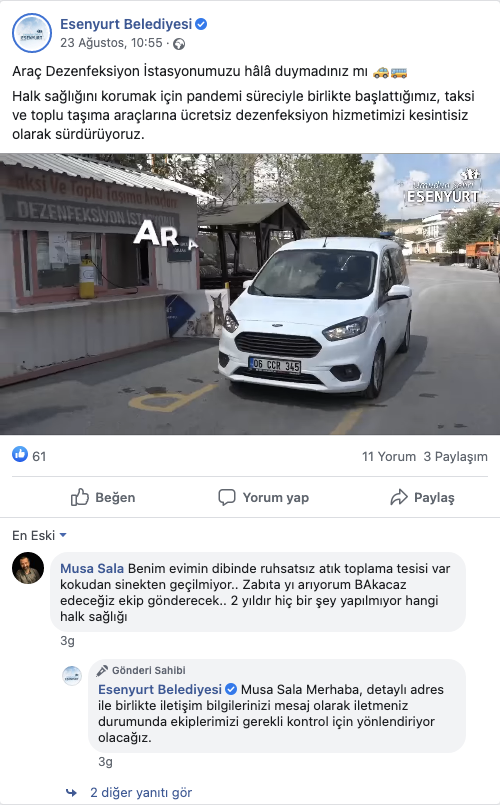 Esenyurt Belediyesi
23 Ağustos, 10:55 ·
Araç Dezenfeksiyon İstasyonumuzu hâlâ duymadınız mı
Halk sağlığını korumak için pandemi süreciyle birlikte başlattığımız, taksi
ve toplu taşıma araçlarına ücretsiz dezenfeksiyon hizmetimizi kesintisiz
olarak sürdürüyoruz.
ESENYURT
Taksi Ve Toplu Taşıma Araçları
DEZENFEKSİYON İSTASYONU
AR
06 CCR 345
61
11 Yorum 3 Paylaşım
Beğen
Yorum yap
Paylaş
En Eski
Musa Sala Benim evimin dibinde ruhsatsız atık toplama tesisi var
kokudan sinekten geçilmiyor.. Zabıta yı arıyorum BAkacaz
edeceğiz ekip gönderecek.. 2 yıldır hiç bir şey yapılmıyor hangi
halk sağlığı
3g
Gönderi Sahibi
Esenyurt Belediyesi Musa Sala Merhaba, detaylı adres
ile birlikte iletişim bilgilerinizi mesaj olarak iletmeniz
durumunda ekiplerimizi gerekli kontrol için yönlendiriyor
olacağız.
3g
2 diğer yanıtı gör